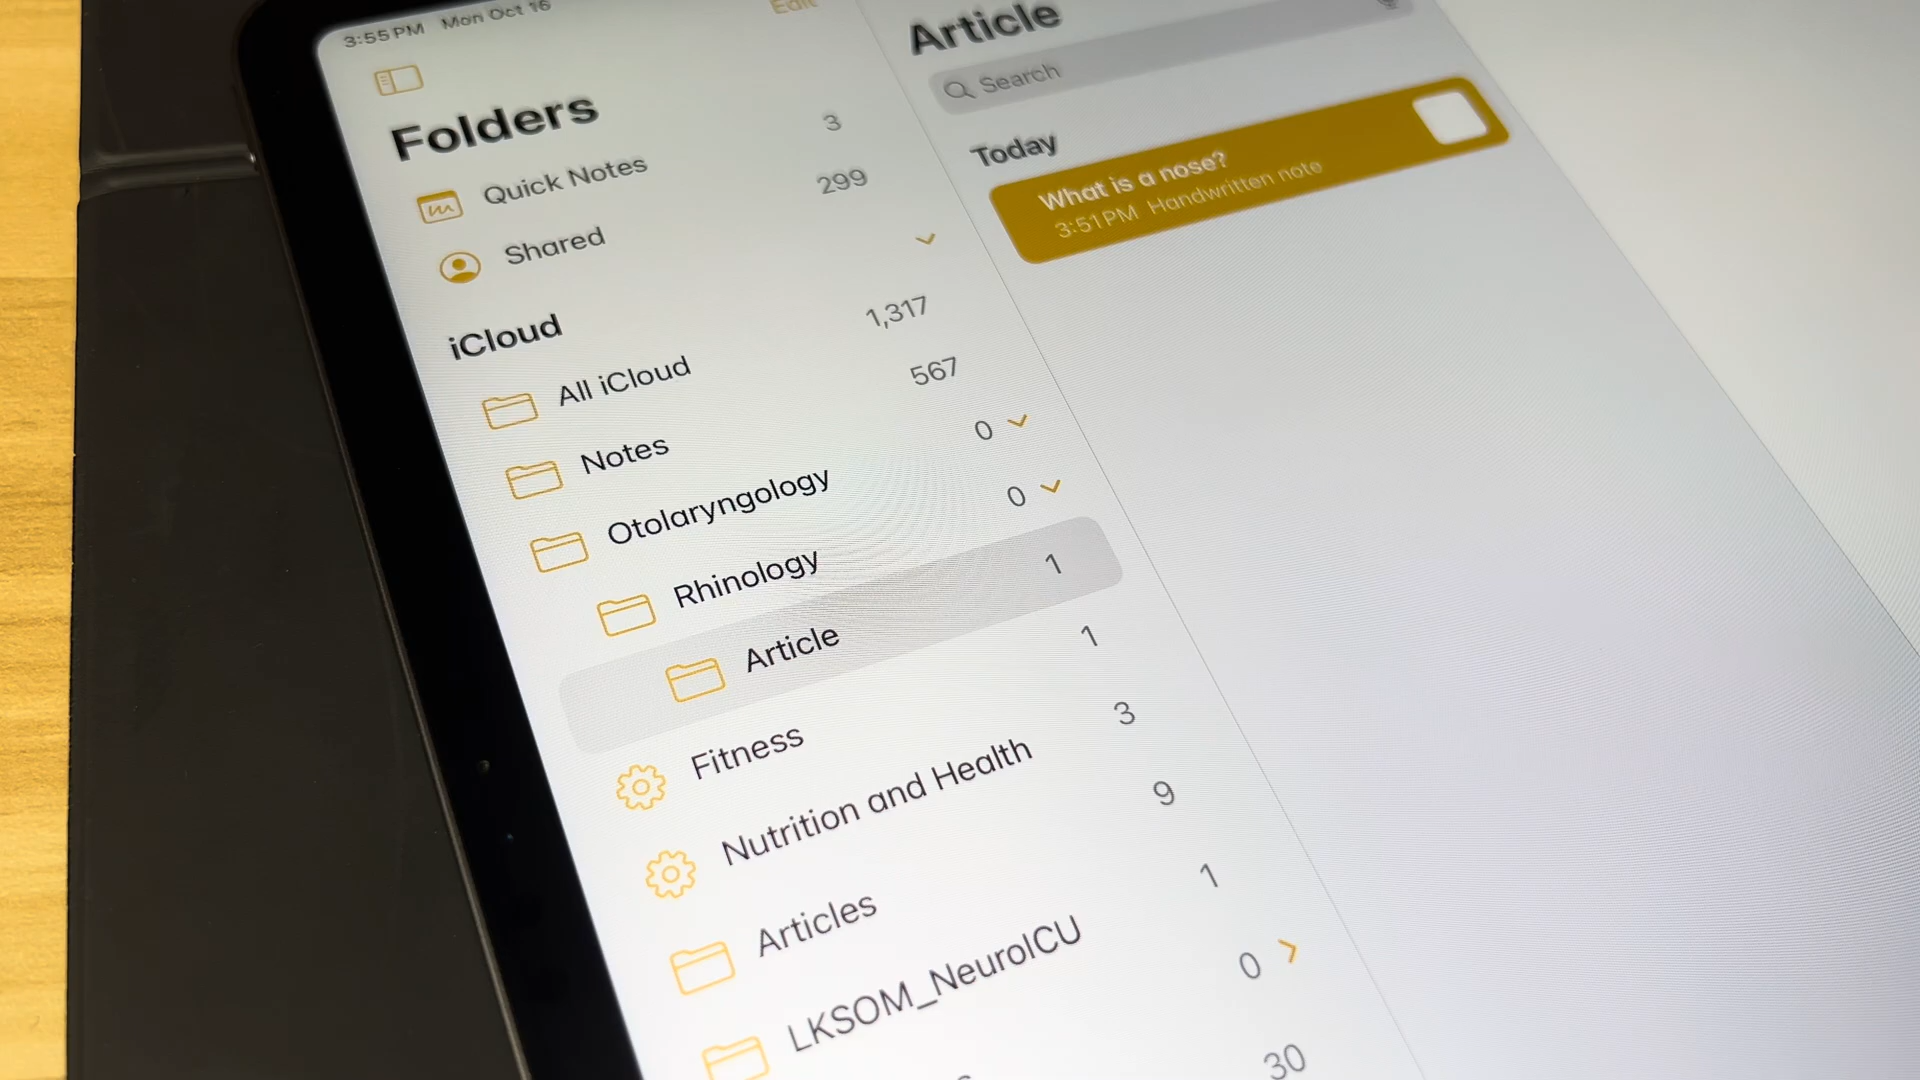 3:55 PM Mon Oct 16
Edit
Folders
Quick Notes 3
Shared 299
iCloud
All iCloud 1,317
Notes 567
Otolaryngology 0
Rhinology 0
Article 1
Fitness 1
Nutrition and Health 3
Articles 9
LKSOM_NeuroICU 1
0
30
Article
Search
Today
What is a nose?
3:51 PM Handwritten note